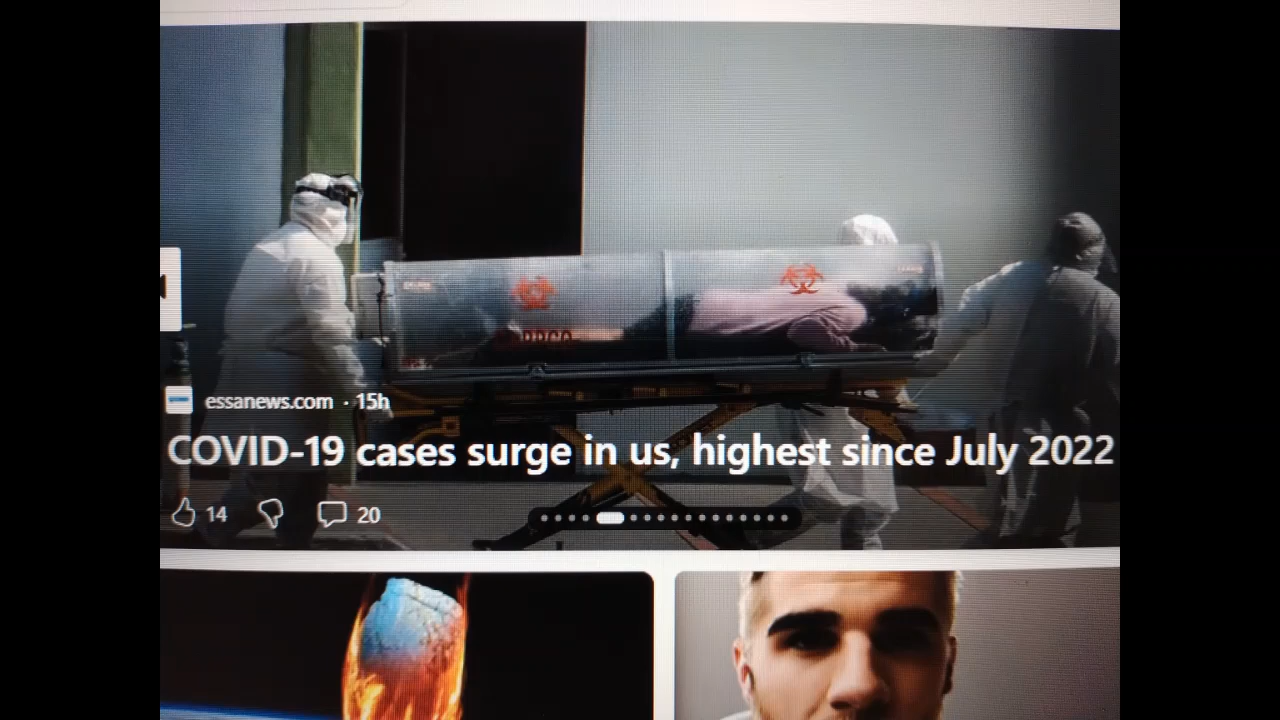 essanews.com · 15h
COVID-19 cases surge in us, highest since July 2022
14
20